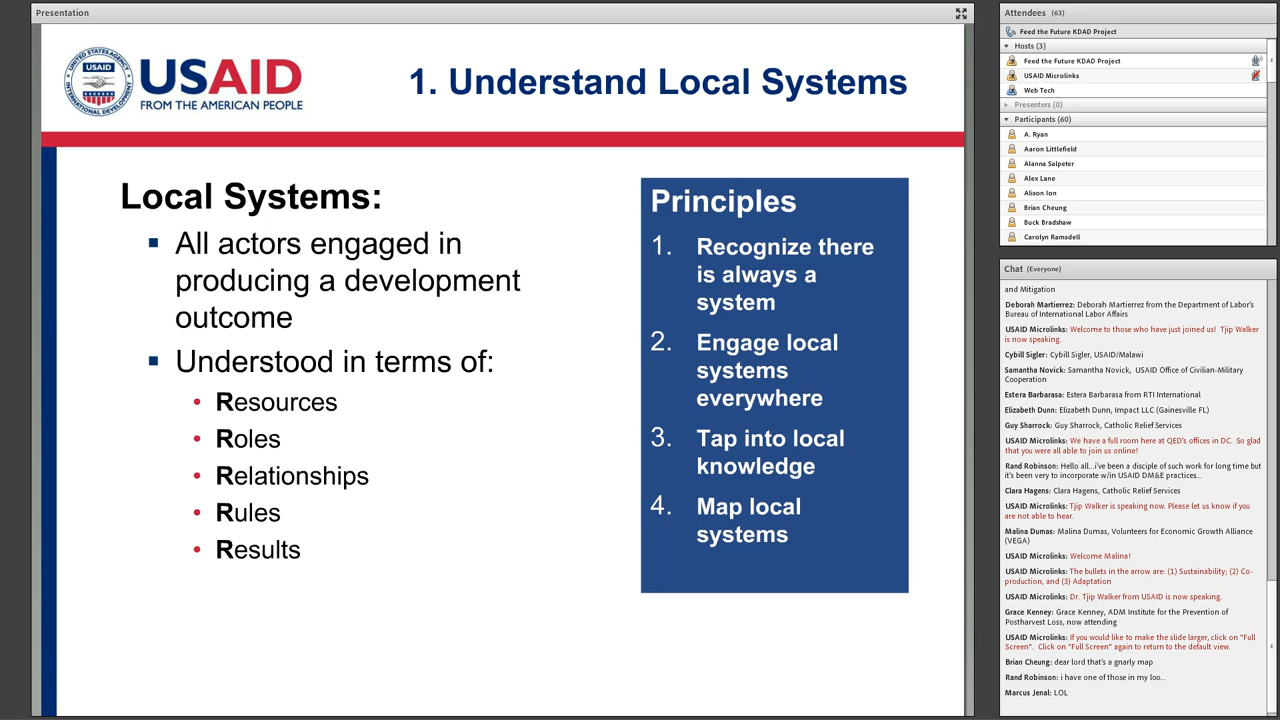 Presentation
UNITED STATES AGENCY
USAID
INTERNATIONAL DEVELOPMENT
USAID
FROM THE AMERICAN PEOPLE
1. Understand Local Systems
Local Systems:
All actors engaged in
producing a development
outcome
Understood in terms of:
Resources
Roles
Relationships
Rules
Results
Principles
1. Recognize there
is always a
system
2. Engage local
systems
everywhere
3. Tap into local
knowledge
4. Map local
systems
Attendees (63)
Feed the Future KDAD Project
Hosts (3)
Feed the Future KDAD Project
USAID Microlinks
Web Tech
Presenters (0)
Participants (60)
A. Ryan
Aaron Littlefield
Alanna Salpeter
Alex Lane
Alison Ion
Brian Cheung
Buck Bradshaw
Carolyn Ramsdell
Chat (Everyone)
and Mitigation
Deborah Martierrez: Deborah Martierrez from the Department of Labor's
Bureau of International Labor Affairs
USAID Microlinks: Welcome to those who have just joined us! Tjip Walker
is now speaking.
Cybill Sigler: Cybill Sigler, USAID/Malawi
Samantha Novick: Samantha Novick, USAID Office of Civilian-Military
Cooperation
Estera Barbarasa: Estera Barbarasa from RTI International
Elizabeth Dunn: Elizabeth Dunn, Impact LLC (Gainesville FL)
Guy Sharrock: Guy Sharrock, Catholic Relief Services
USAID Microlinks: We have a full room here at QED's offices in DC. So glad
that you were all able to join us online!
Rand Robinson: Hello all...i've been a disciple of such work for long time but
it's been very to incorporate w/in USAID DM&E practices...
Clara Hagens: Clara Hagens, Catholic Relief Services
USAID Microlinks: Tjip Walker is speaking now. Please let us know if you
are not able to hear.
Malina Dumas: Malina Dumas, Volunteers for Economic Growth Alliance
(VEGA)
USAID Microlinks: Welcome Malina!
USAID Microlinks: The bullets in the arrow are: (1) Sustainability; (2) Co-
production, and (3) Adaptation
USAID Microlinks: Dr. Tjip Walker from USAID is now speaking.
Grace Kenney: Grace Kenney, ADM Institute for the Prevention of
Postharvest Loss, now attending
USAID Microlinks: If you would like to make the slide larger, click on "Full
Screen". Click on "Full Screen" again to return to the default view.
Brian Cheung: dear lord that's a gnarly map
Rand Robinson: i have one of those in my loo...
Marcus Jenal: LOL